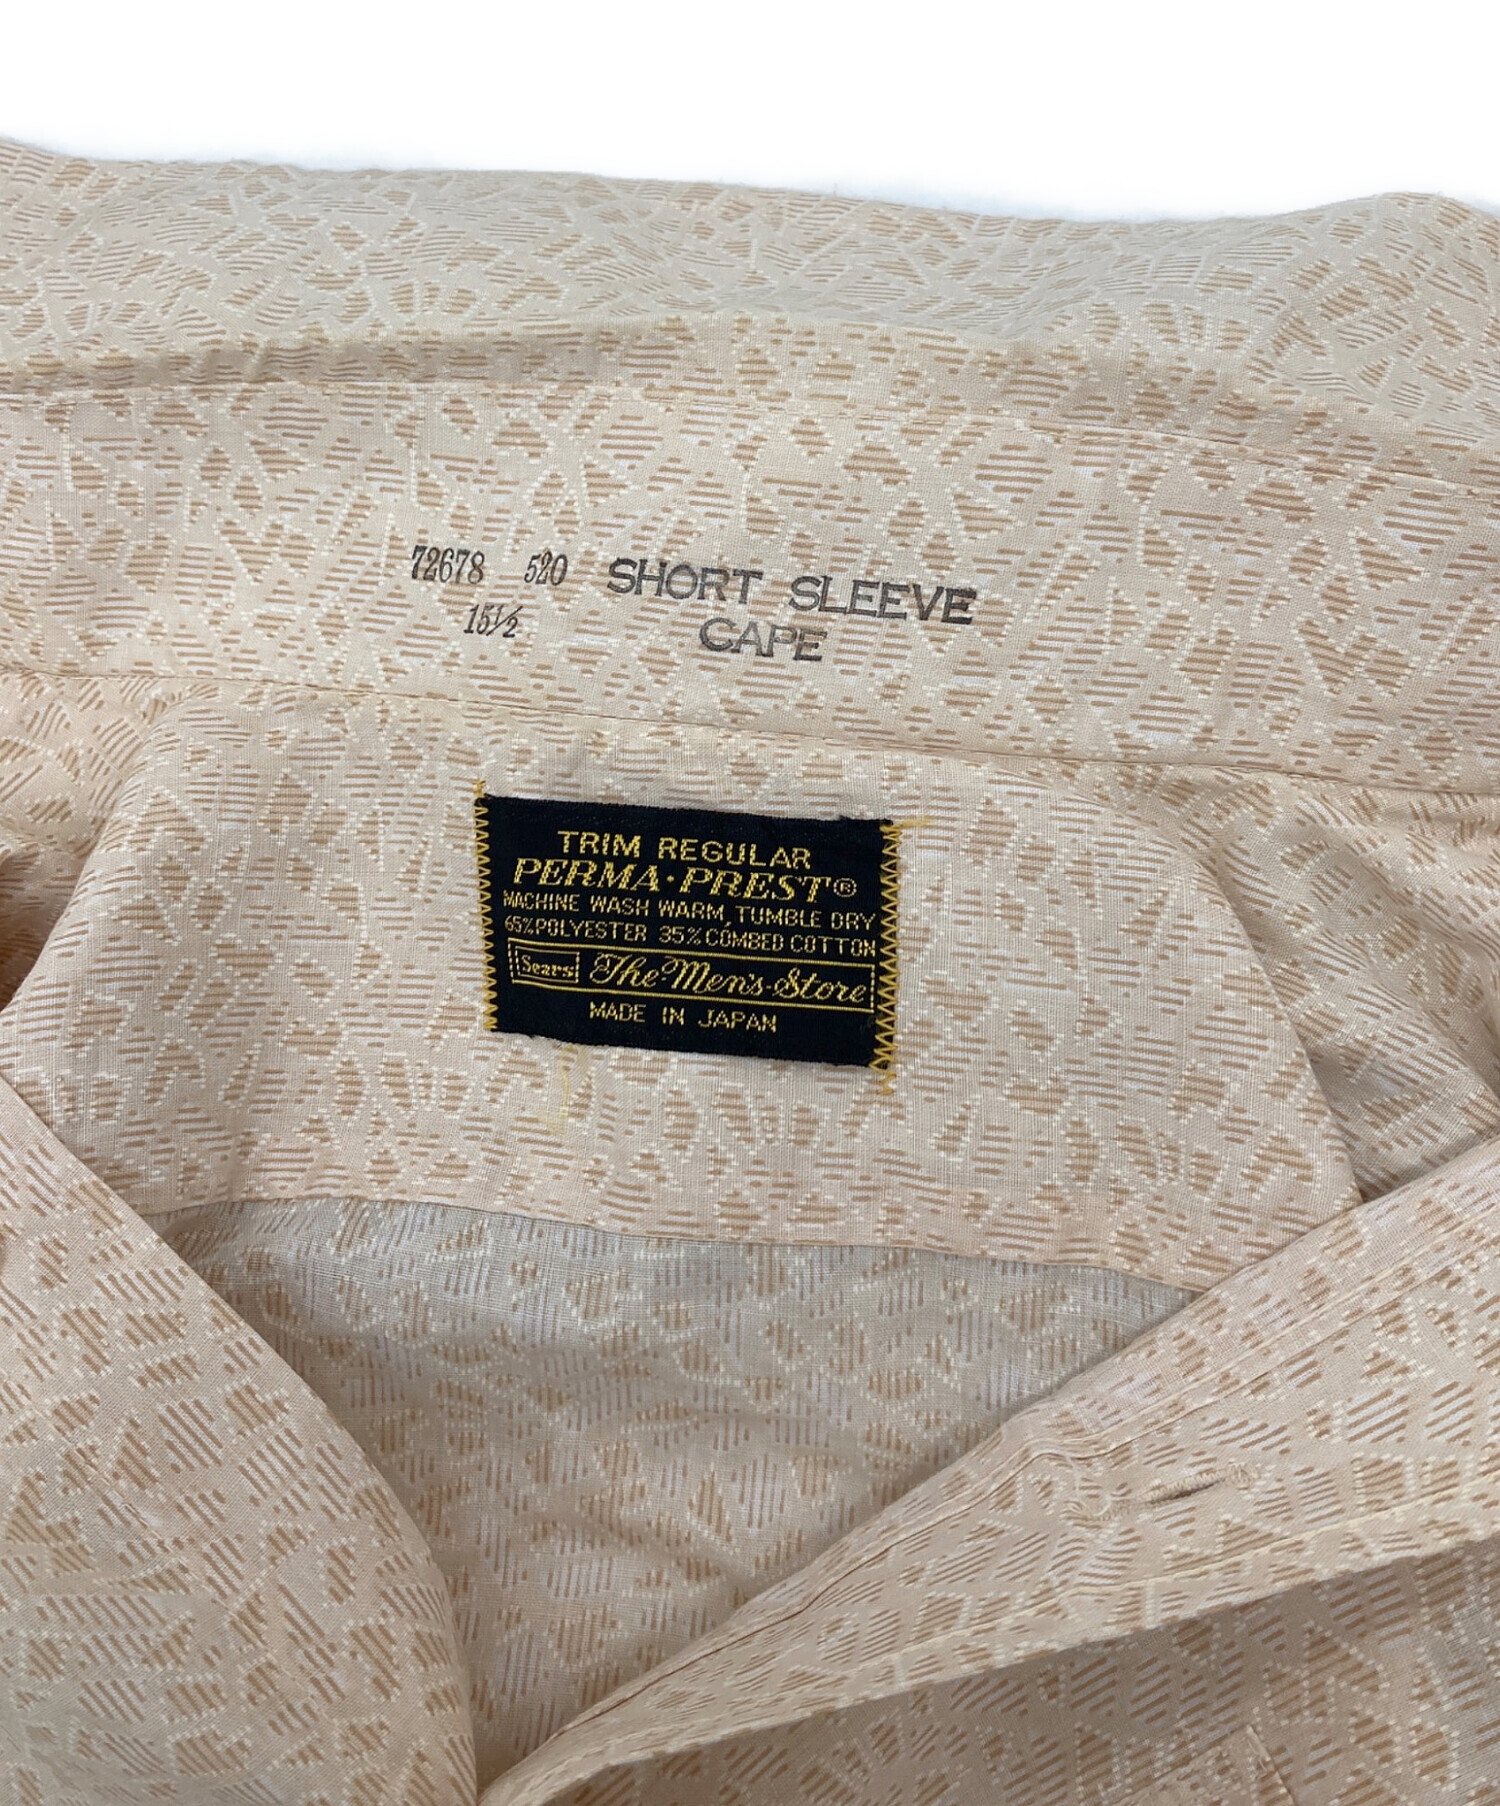 72678 520 SHORT SLEEVE
15½ CAPE
TRIM REGULAR
PERMA·PREST®
MACHINE WASH WARM, TUMBLE DRY
65% POLYESTER 35% COMBED COTTON
Sears The Men's Store
MADE IN JAPAN